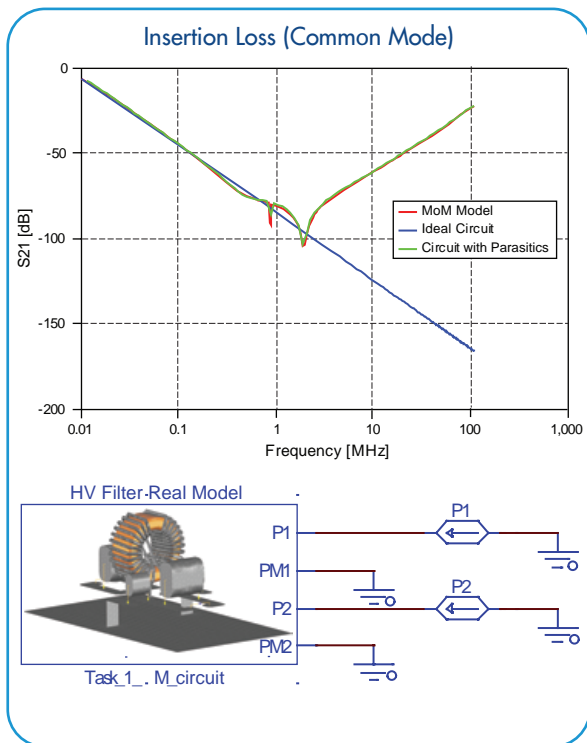 Insertion Loss (Common Mode)
0
-50
-100
-150
-200
S21 [dB]
MoM Model
Ideal Circuit
Circuit with Parasitics
0.01 0.1 1 10 100 1,000
Frequency [MHz]
HV Filter-Real Model
P1
PM1
P2
PM2
P1
P2
Task_1_ . M_circuit